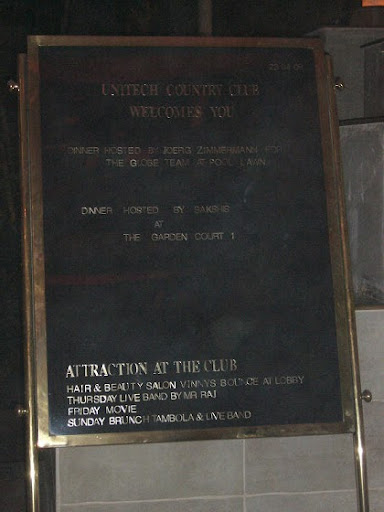 UNITECH COUNTRY CLUB
WELCOMES YOU
DINNER HOSTED BY JOERG ZIMMERMANN FOR
THE GLOBE TEAM AT POOL LAWN
DINNER HOSTED BY SAKSHIS
AT
THE GARDEN COURT 1
ATTRACTION AT THE CLUB
HAIR & BEAUTY SALON VINNYS BOUNCE AT LOBBY
THURSDAY LIVE BAND BY MR RAJ
FRIDAY MOVIE
SUNDAY BRUNCH TAMBOLA & LIVE BAND